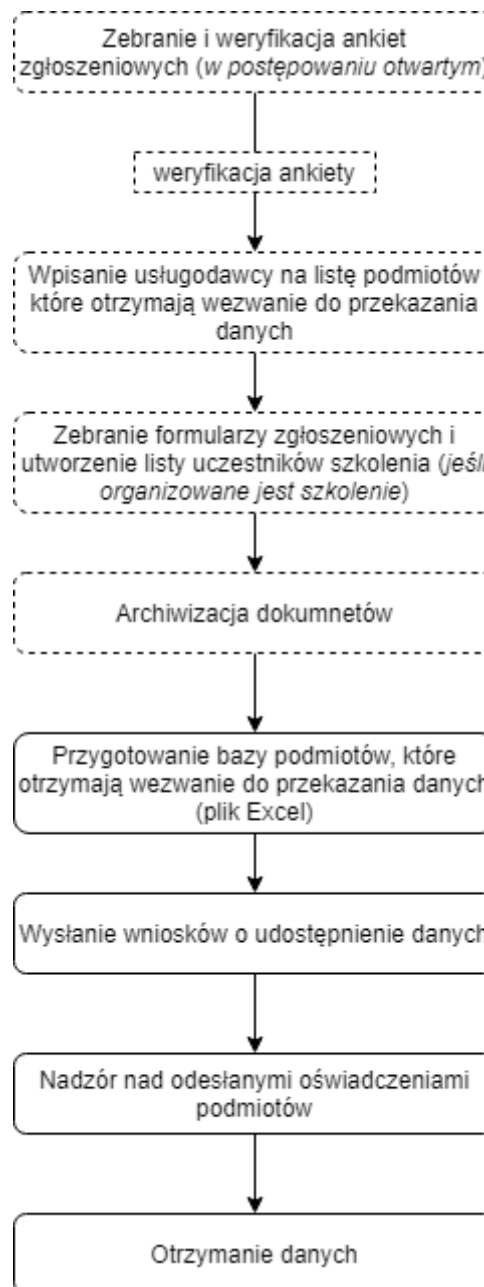 Zebranie i weryfikacja ankiet
zgłoszeniowych (w postępowaniu otwartym)
weryfikacja ankiety
Wpisanie usługodawcy na listę podmiotów
które otrzymają wezwanie do przekazania
danych
Zebranie formularzy zgłoszeniowych i
utworzenie listy uczestników szkolenia (jeśli
organizowane jest szkolenie)
Archiwizacja dokumnetów
Przygotowanie bazy podmiotów, które
otrzymają wezwanie do przekazania danych
(plik Excel)
Wysłanie wniosków o udostępnienie danych
Nadzór nad odesłanymi oświadczeniami
podmiotów
Otrzymanie danych